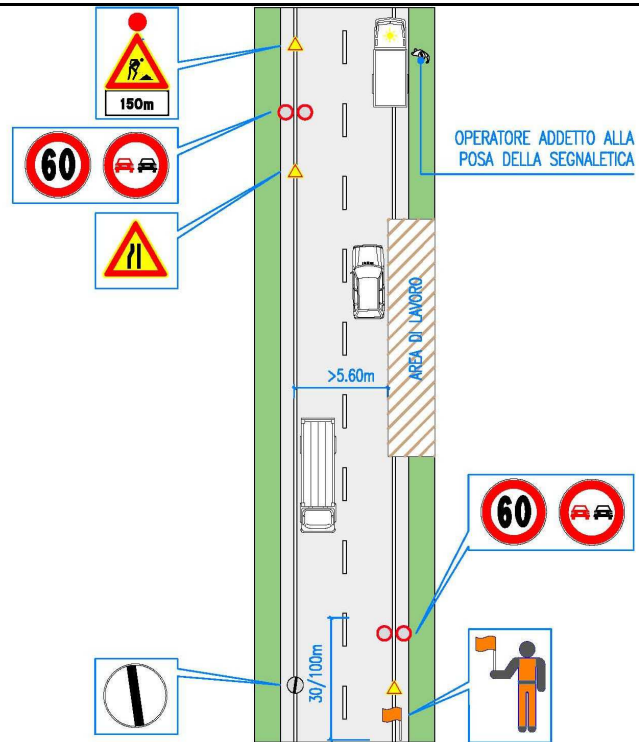 150m
60
OPERATORE ADDETTO ALLA
POSA DELLA SEGNALETICA
AREA DI LAVORO
>5.60m
60
30/100m